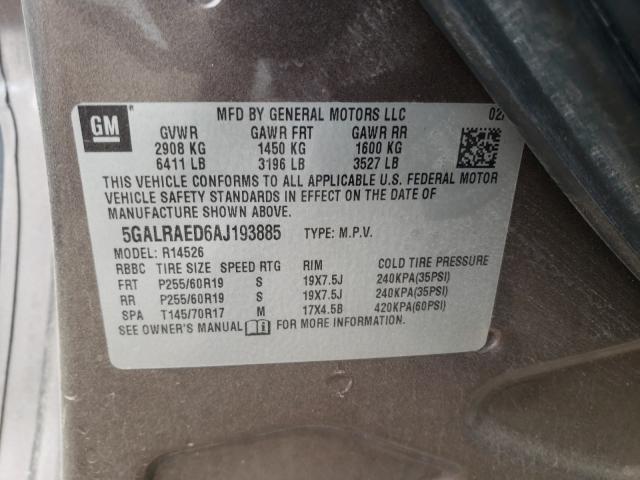 GM
MFD BY GENERAL MOTORS LLC
GVWR GAWR FRT GAWR RR
2908 KG 1450 KG 1600 KG
6411 LB 3196 LB 3527 LB
THIS VEHICLE CONFORMS TO ALL APPLICABLE U.S. FEDERAL MOTOR
VEHICLE SAFETY STANDARDS IN EFFECT ON THE DATE OF
MANUFACTURE SHOWN ABOVE.
5GALRAED6AJ193885 TYPE: M.P.V.
MODEL: R14526
RBBC TIRE SIZE SPEED RTG RIM COLD TIRE PRESSURE
FRT P255/60R19 S 19X7.5J 240KPA(35PSI)
RR P255/60R19 S 19X7.5J 240KPA(35PSI)
SPA T145/70R17 M 17X4.5B 420KPA(60PSI)
SEE OWNER'S MANUAL FOR MORE INFORMATION.